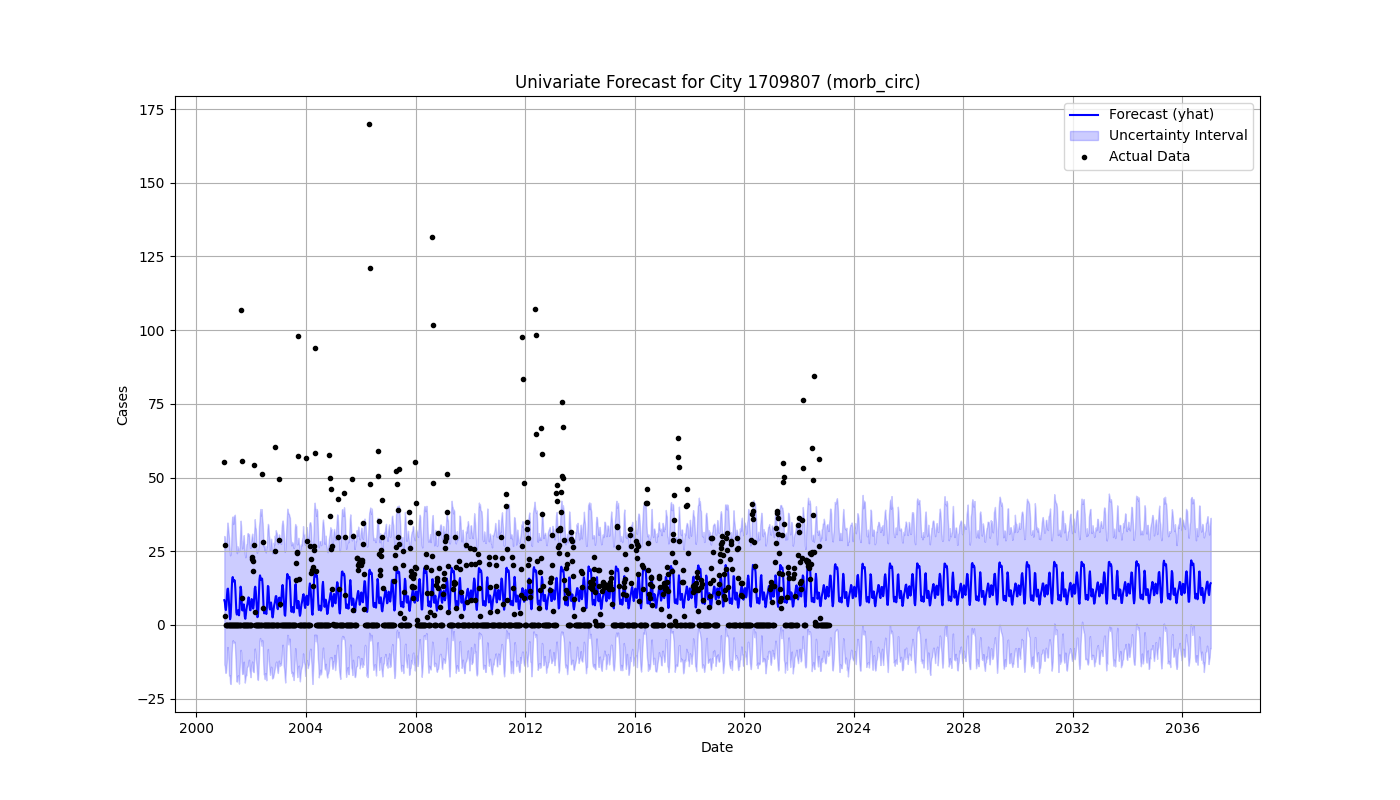 Univariate Forecast for City 1709807 (morb_circ)
Forecast (yhat)
Uncertainty Interval
Actual Data
175
150
125
100
75
50
25
0
−25
Cases
2000 2004 2008 2012 2016 2020 2024 2028 2032 2036
Date